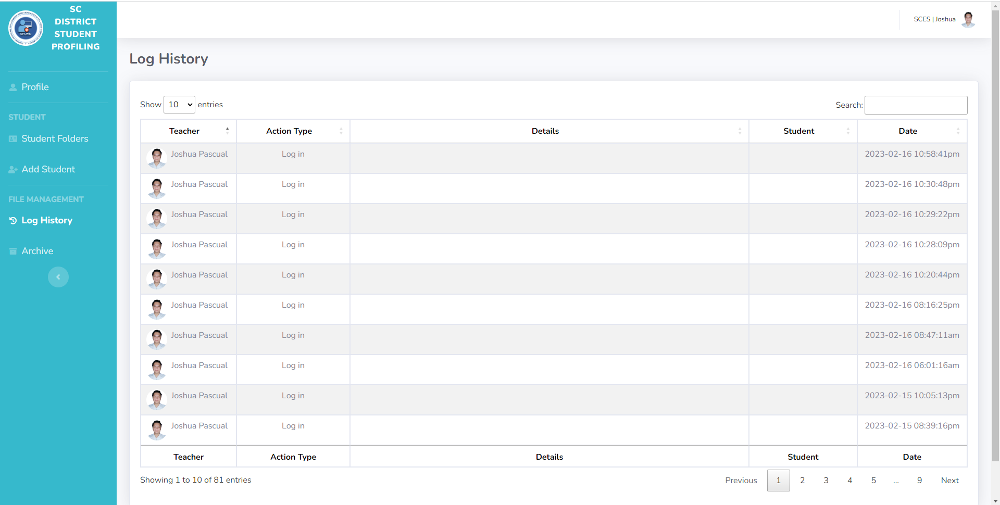 SC
DISTRICT
STUDENT
PROFILING
SPLWD
SCES | Joshua
Profile
STUDENT
Student Folders
Add Student
FILE MANAGEMENT
Log History
Archive
Log History
Show 10 entries
Search:
Teacher Action Type Details Student Date
Joshua Pascual Log in 2023-02-16 10:58:41pm
Joshua Pascual Log in 2023-02-16 10:30:48pm
Joshua Pascual Log in 2023-02-16 10:29:22pm
Joshua Pascual Log in 2023-02-16 10:28:09pm
Joshua Pascual Log in 2023-02-16 10:20:44pm
Joshua Pascual Log in 2023-02-16 08:16:25pm
Joshua Pascual Log in 2023-02-16 08:47:11am
Joshua Pascual Log in 2023-02-16 06:01:16am
Joshua Pascual Log in 2023-02-15 10:05:13pm
Joshua Pascual Log in 2023-02-15 08:39:16pm
Teacher Action Type Details Student Date
Showing 1 to 10 of 81 entries
Previous 1 2 3 4 5 ... 9 Next